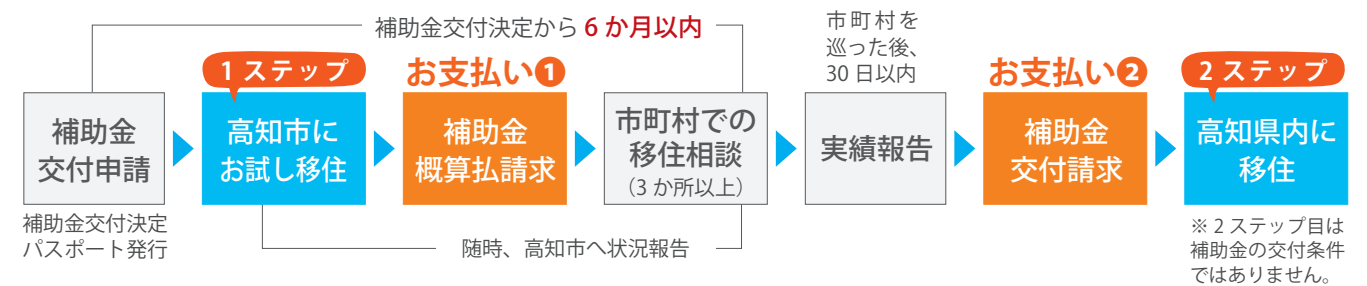 補助金交付決定から 6 か月以内
市町村を
巡った後、
30 日以内
1 ステップ
お支払い❶
お支払い❷
2 ステップ
補助金
交付申請
高知市に
お試し移住
補助金
概算払請求
市町村での
移住相談
（3 か所以上）
実績報告
補助金
交付請求
高知県内に
移住
補助金交付決定
パスポート発行
随時、高知市へ状況報告
※ 2 ステップ目は
補助金の交付条件
ではありません。